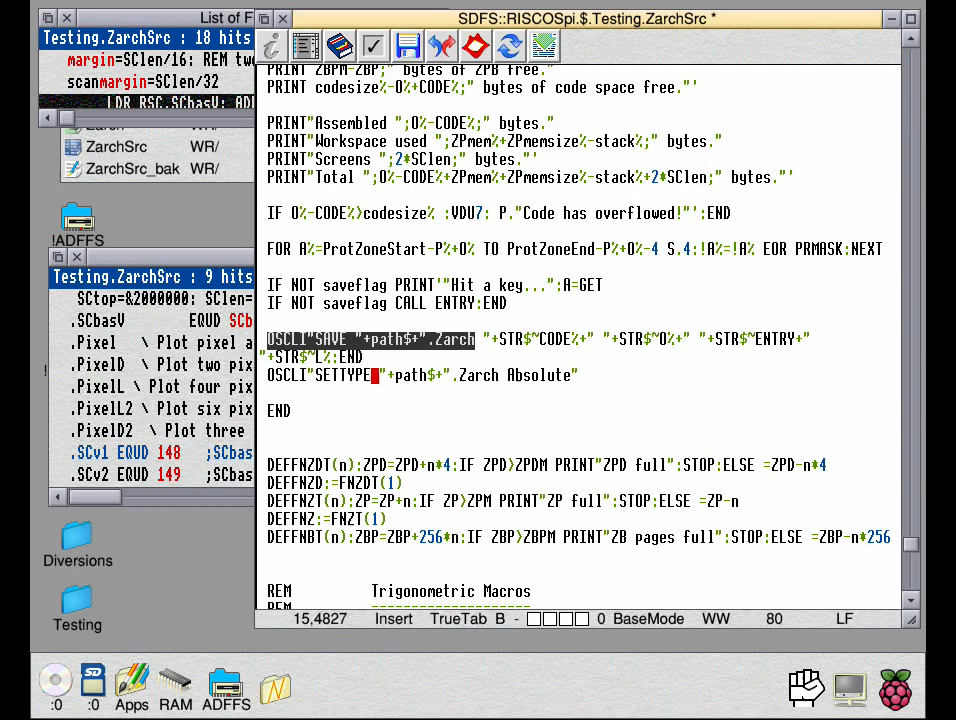 List of F
Testing.ZarchSrc : 18 hits
margin=SClen/16: REM tw
scanmargin=SClen/32
LDR RSC,SCbasV: AD
Zarch WR/
ZarchSrc WR/
ZarchSrc_bak WR/
!ADFFS
Testing.ZarchSrc : 9 hits
SCtop=&2000000: SClen=
.SCbasV EQUD SCb
.Pixel \ Plot pixel a
.PixelD \ Plot two pix
.PixelL \ Plot four pix
.PixelL2 \ Plot six pix
.PixelD2 \ Plot three
.SCv1 EQUD 148 ;SCbas
.SCv2 EQUD 149 ;SCbas
Diversions
Testing
SDFS::RISCOSpi.$.Testing.ZarchSrc *
PRINT ZBPM-ZBP;" bytes of ZPB free."
PRINT codesize%-O%+CODE%;" bytes of code space free."'
PRINT"Assembled ";O%-CODE%;" bytes."
PRINT"Workspace used ";ZPmem%+ZPmemsize%-stack%;" bytes."
PRINT"Screens ";2*SClen;" bytes."'
PRINT"Total ";O%-CODE%+ZPmem%+ZPmemsize%-stack%+2*SClen;" bytes."'
IF O%-CODE%>codesize% :VDU7: P."Code has overflowed!"':END
FOR A%=ProtZoneStart-P%+O% TO ProtZoneEnd-P%+O%-4 S.4:!A%=!A% EOR PRMASK:NEXT
IF NOT saveflag PRINT'"Hit a key...":A=GET
IF NOT saveflag CALL ENTRY:END
OSCLI"SAVE "+path$+".Zarch "+STR$~CODE%+" "+STR$~O%+" "+STR$~ENTRY+"
"+STR$~L%:END
OSCLI"SETTYPE "+path$+".Zarch Absolute"
END
DEFFNZDT(n):ZPD=ZPD+n*4:IF ZPD>ZPDM PRINT"ZPD full":STOP:ELSE =ZPD-n*4
DEFFNZD:=FNZDT(1)
DEFFNZT(n):ZP=ZP+n:IF ZP>ZPM PRINT"ZP full":STOP:ELSE =ZP-n
DEFFNZ:=FNZT(1)
DEFFNBT(n):ZBP=ZBP+256*n:IF ZBP>ZBPM PRINT"ZB pages full":STOP:ELSE =ZBP-n*256
REM Trigonometric Macros
REM --------------------
15,4827 Insert TrueTab B - 0 BaseMode WW 80 LF
:0 :0 Apps RAM ADFFS